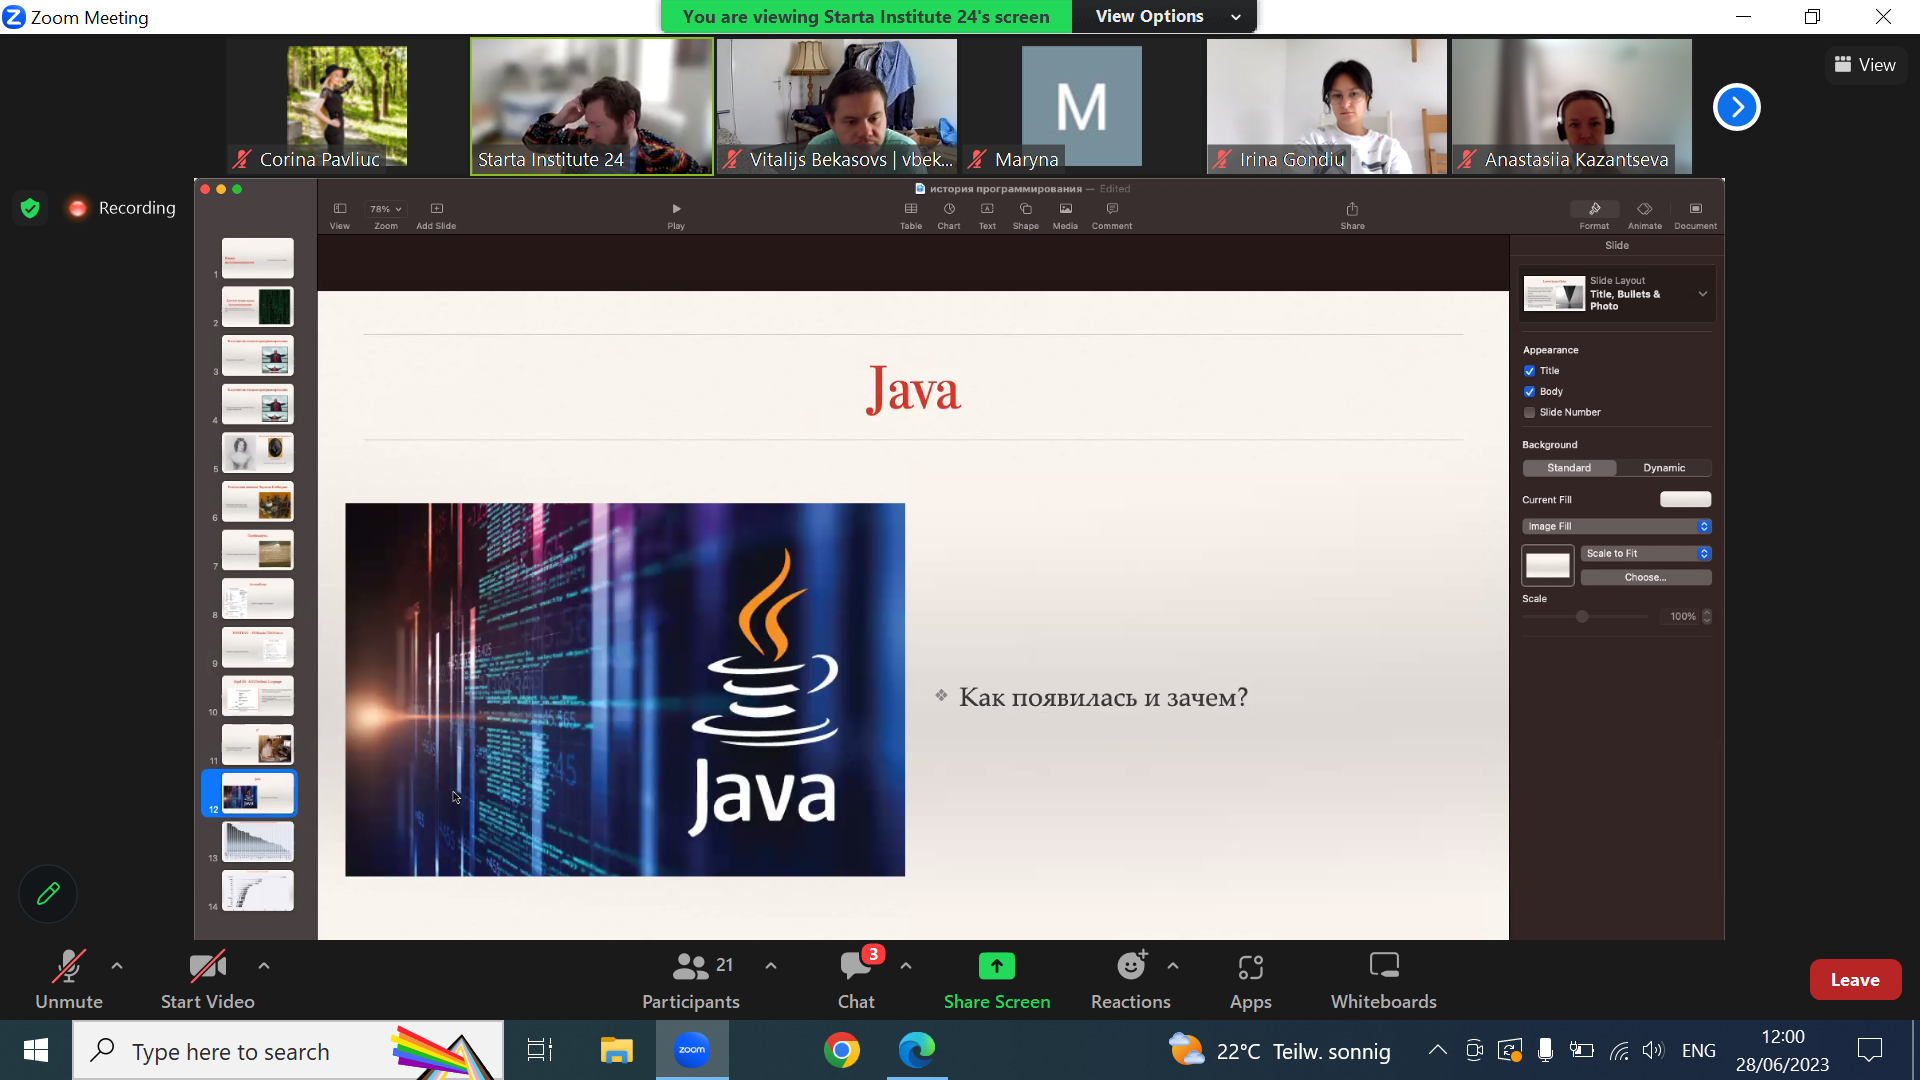 Zoom Meeting
You are viewing Starta Institute 24's screen
View Options
View
Corina Pavliuc
Starta Institute 24
Vitalijs Bekasovs | vbek...
M
Maryna
Irina Gondiu
Anastasiia Kazantseva
Recording
история программирования — Edited
View
78%
Zoom
Add Slide
Play
Table
Chart
Text
Shape
Media
Comment
Share
Format
Animate
Document
Slide
Slide Layout
Title, Bullets &
Photo
Appearance
Title
Body
Slide Number
Background
Standard
Dynamic
Current Fill
Image Fill
Scale to Fit
Choose...
Scale
100%
1
2
3
4
5
6
7
8
9
10
11
12
13
14
Java
Java
Как появилась и зачем?
Unmute
Start Video
21
Participants
3
Chat
Share Screen
Reactions
Apps
Whiteboards
Leave
Type here to search
zoom
22°C Teilw. sonnig
ENG
12:00
28/06/2023